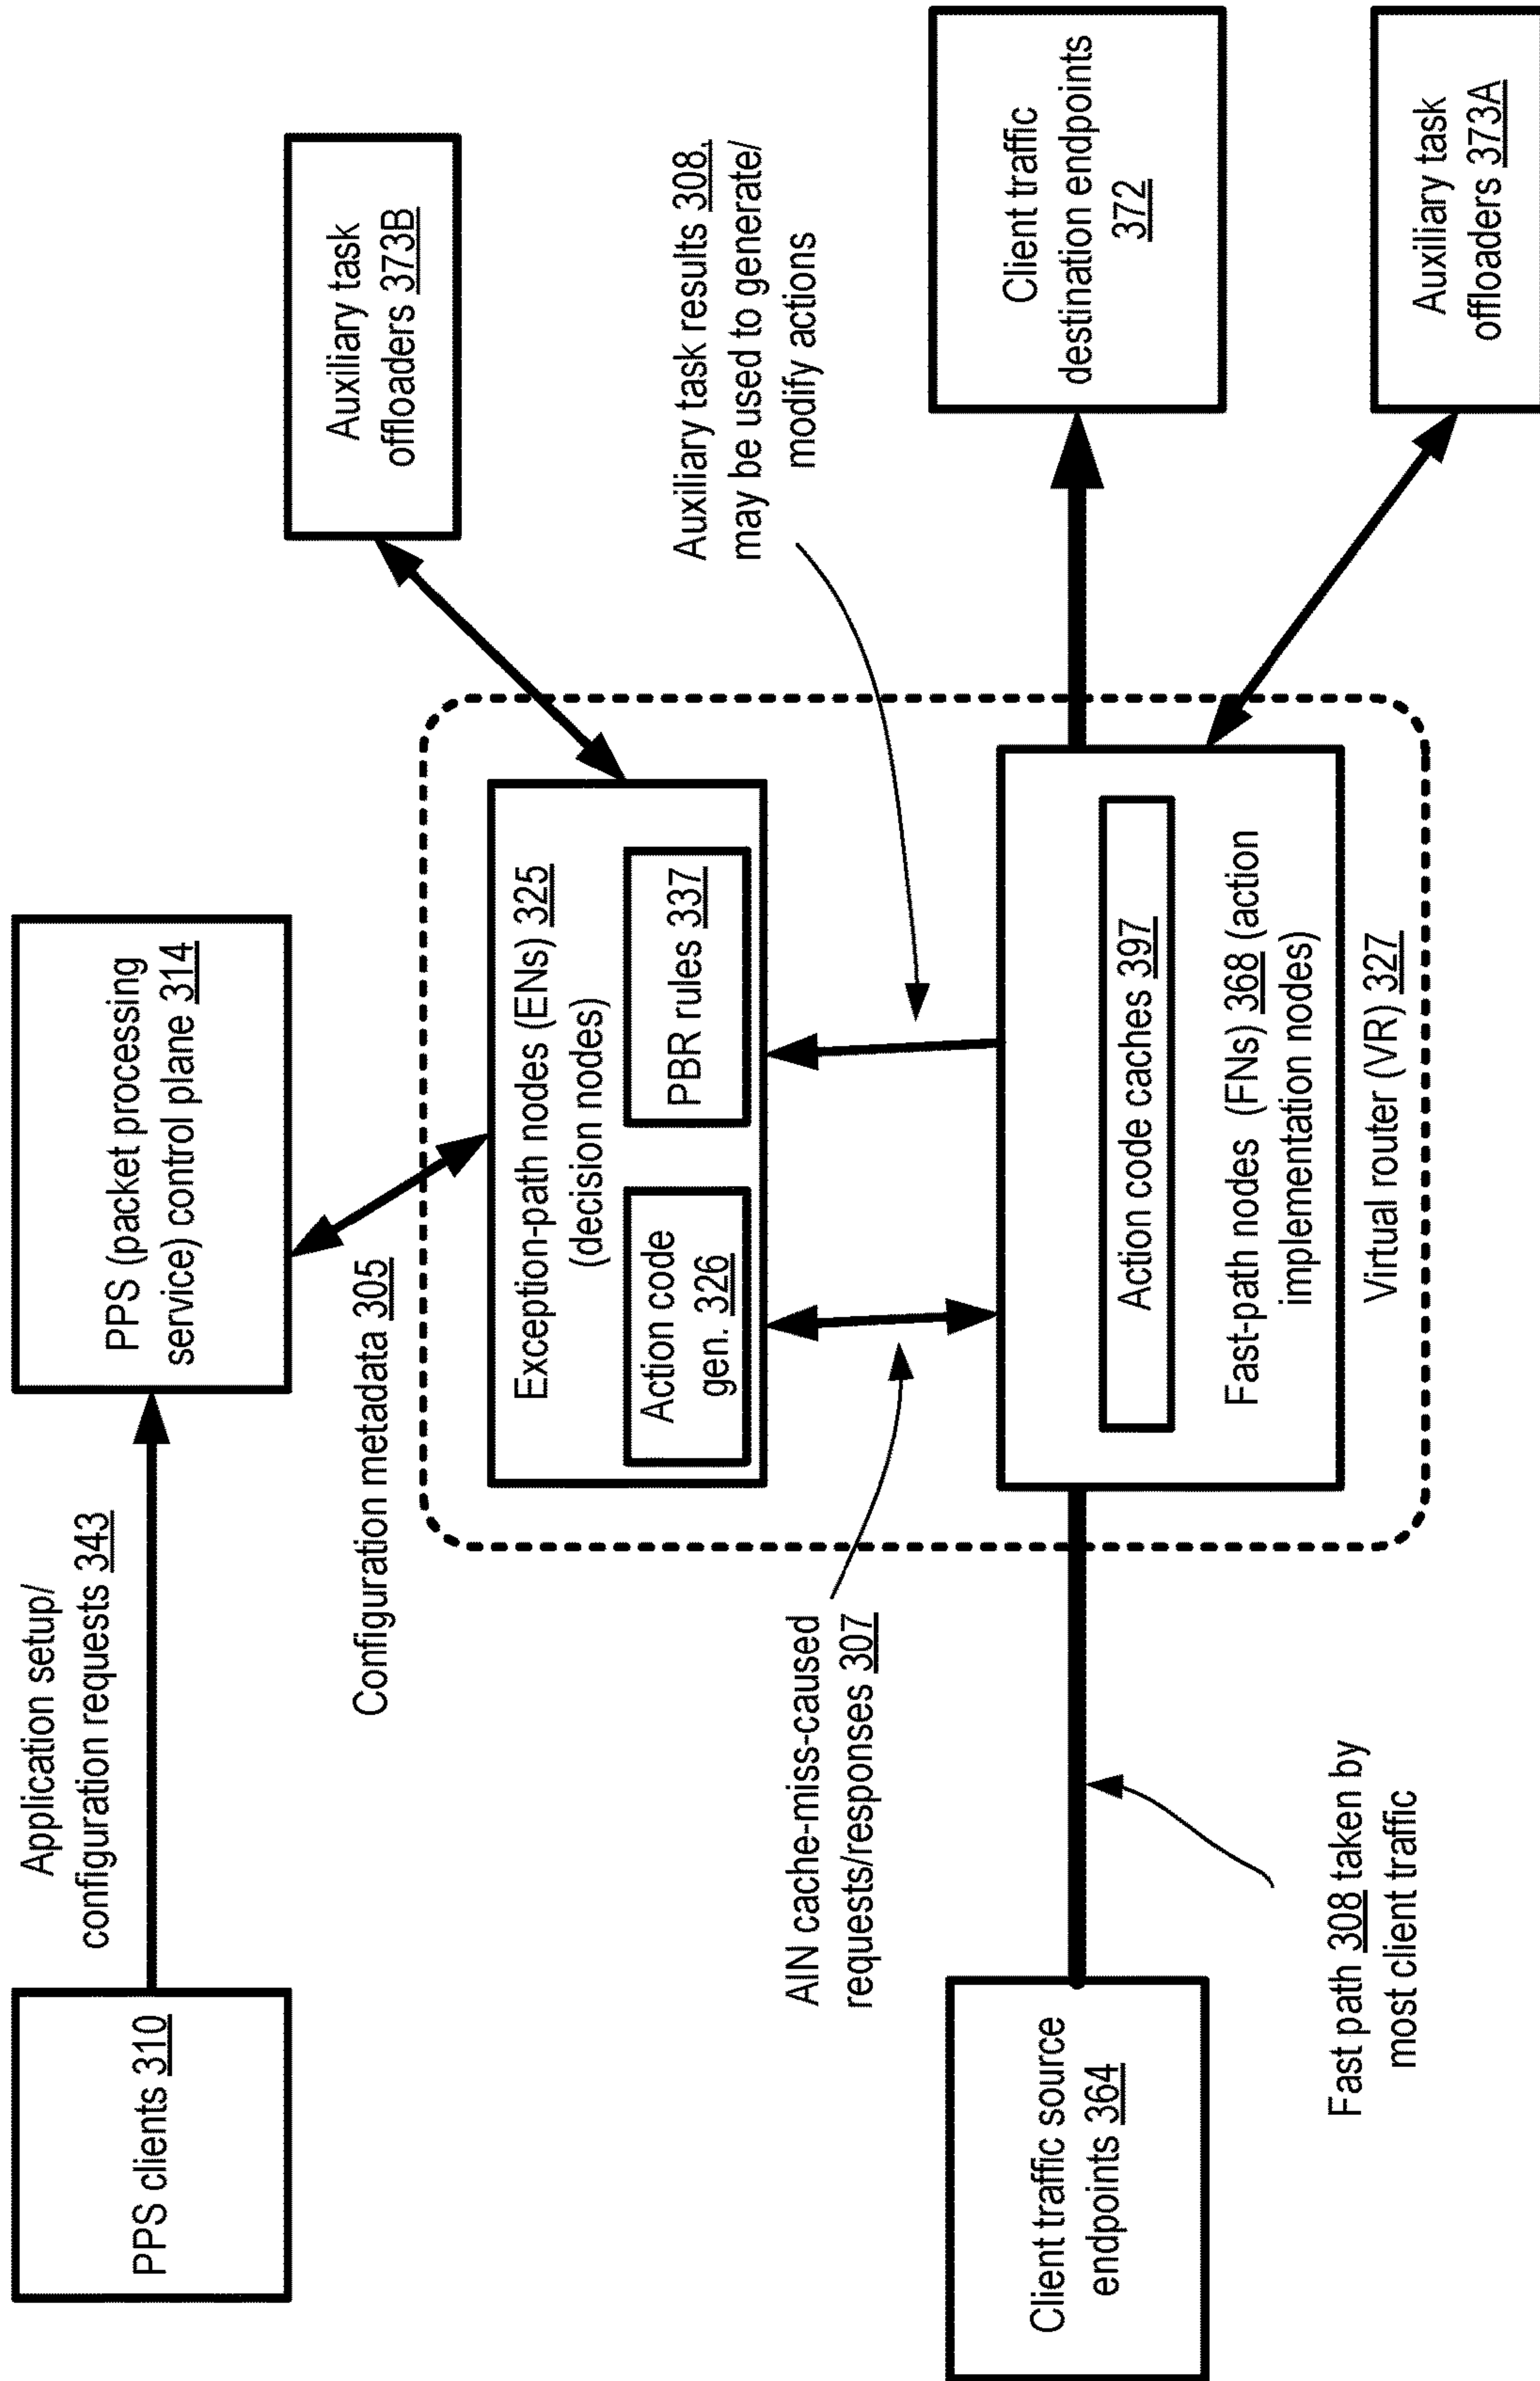 Application setup/
configuration requests 343
PPS clients 310
PPS (packet process
service) control plane 314
Configuration metadata 305
Auxiliary task
offloaders 373B
Exception-path nodes (ENs) 325
(decision nodes)
Action code
gen. 326
PBR rules 337
AIN cache-miss-caused
requests/responses 307
Auxiliary task results 308.
may be used to generate/
modify actions
Client traffic source
endpoints 364
Action code caches 397
Fast-path nodes (FNs) 368 (action
implementation nodes)
Virtual router (VR) 327
Client traffic
destination endpoints
372
Fast path 308 taken by
most client traffic
Auxiliary task
offloaders 373A